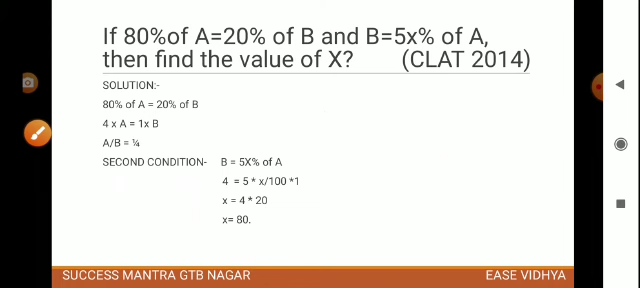 If 80%of A=20% of B and B=5x% of A,
then find the value of X? (CLAT 2014)
SOLUTION:-
80% of A = 20% of B
4 x A = 1x B
A/B = ¼
SECOND CONDITION- B = 5X% of A
4 = 5 * x/100 *1
x = 4 * 20
x= 80.
SUCCESS MANTRA GTB NAGAR EASE VIDHYA